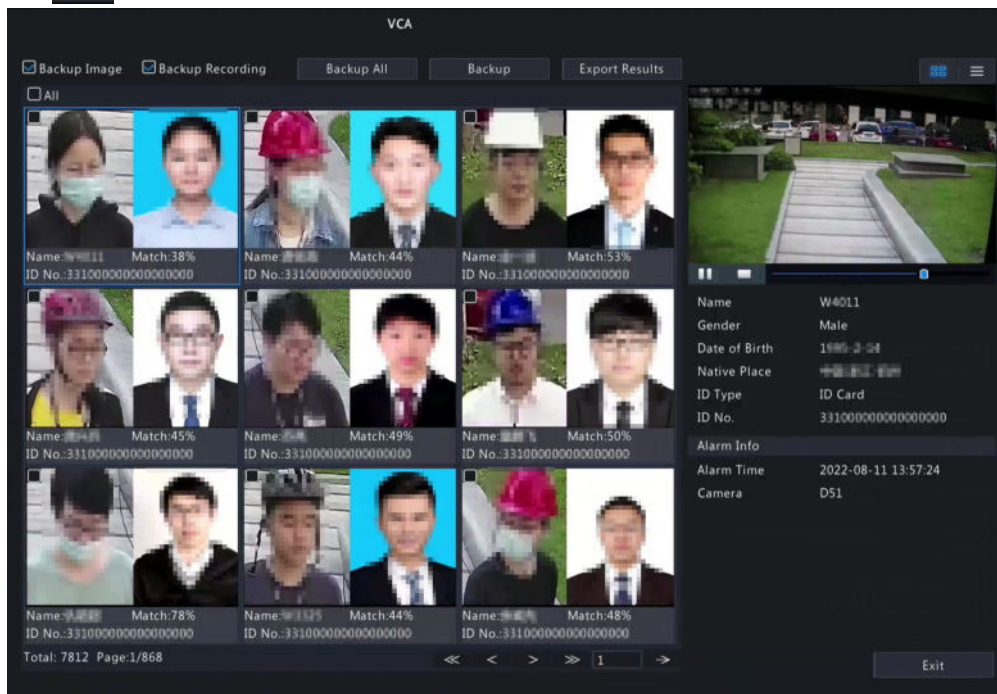 VCA
Backup Image Backup Recording Backup All Backup Export Results
All
Name: Match:38%
ID No.:331000000000000000
Name: Match:44%
ID No.:331000000000000000
Name: Match:53%
ID No.:331000000000000000
Name: Match:45%
ID No.:331000000000000000
Name: Match:49%
ID No.:331000000000000000
Name: Match:50%
ID No.:331000000000000000
Name: Match:78%
ID No.:331000000000000000
Name: Match:44%
ID No.:331000000000000000
Name: Match:48%
ID No.:331000000000000000
Total: 7812 Page:1/868
1
Name W4011
Gender Male
Date of Birth
Native Place
ID Type ID Card
ID No. 331000000000000000
Alarm Info
Alarm Time 2022-08-11 13:57:24
Camera D51
Exit